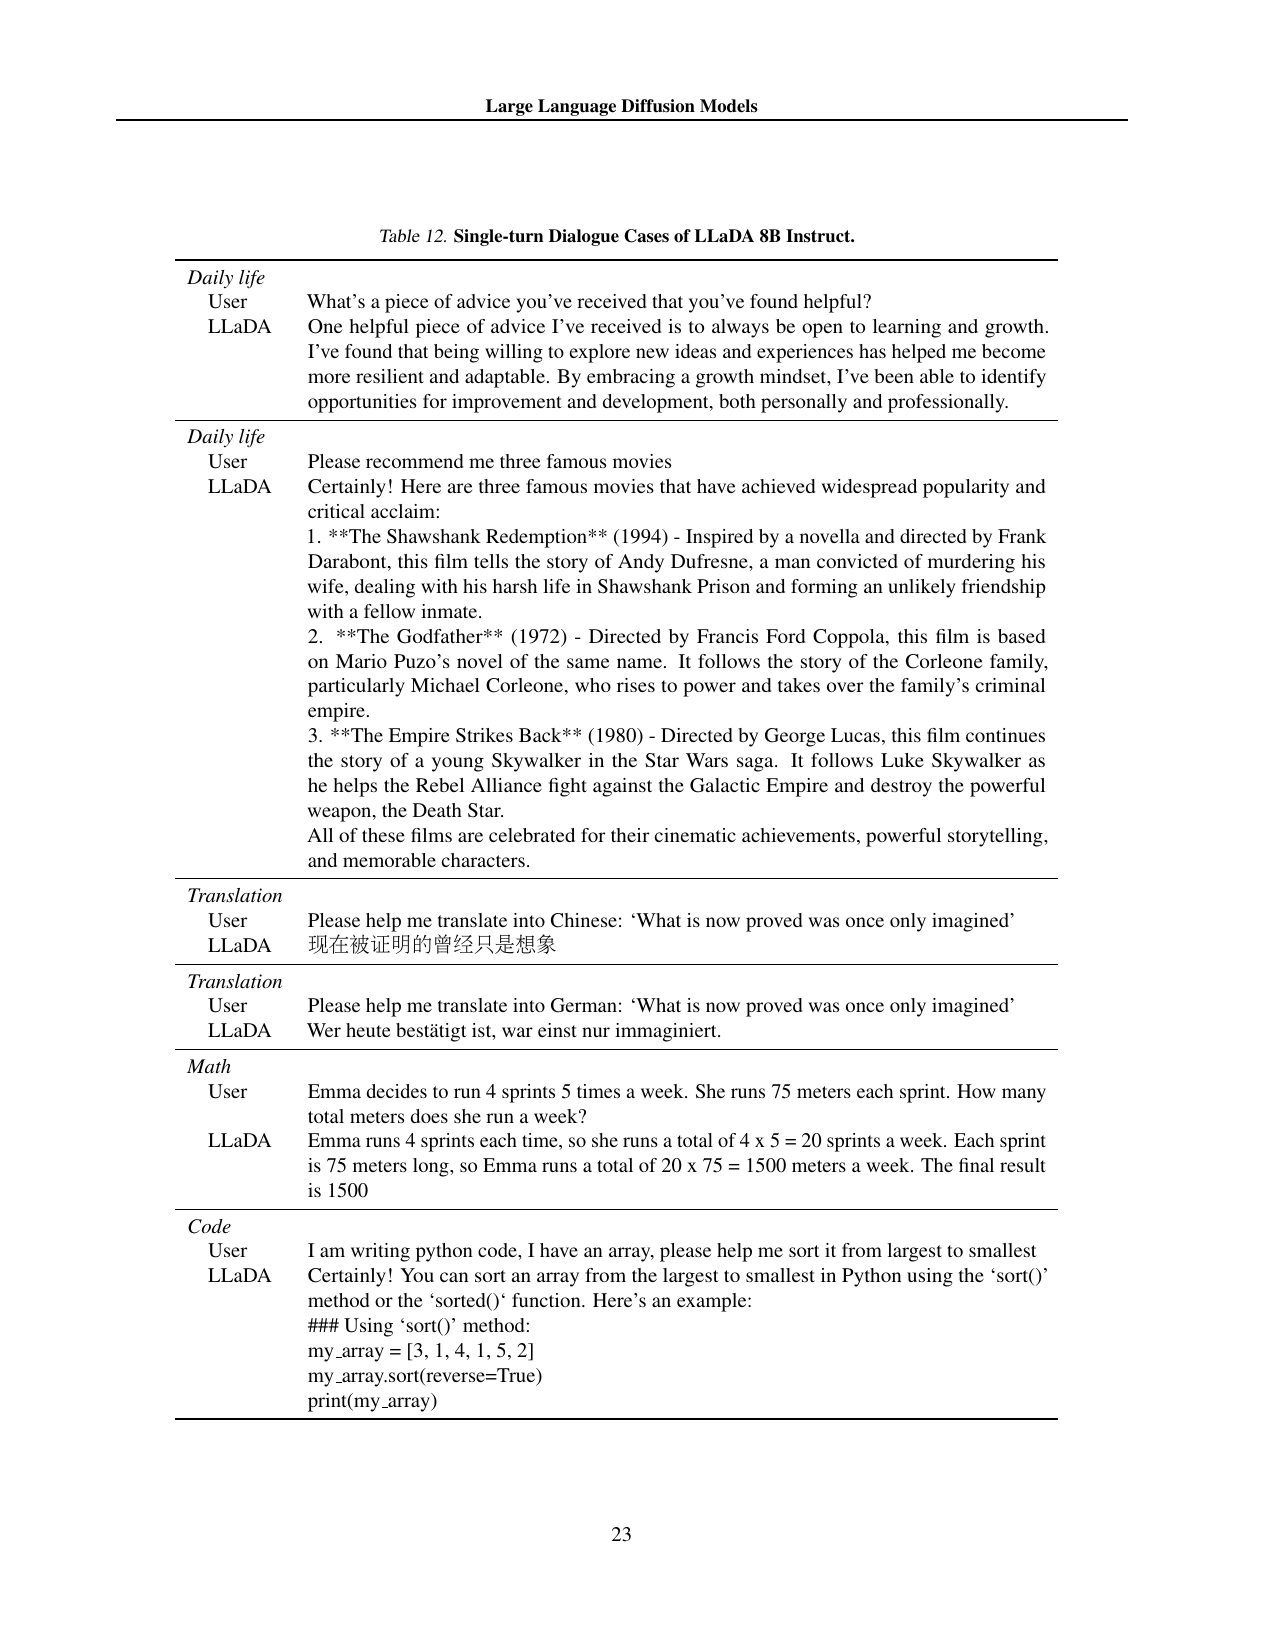 Large Language Diffusion Models
Table 12. Single-turn Dialogue Cases of LLaDA 8B Instruct.
Daily life
User What's a piece of advice you've received that you've found helpful?
LLaDA One helpful piece of advice I've received is to always be open to learning and growth.
I've found that being willing to explore new ideas and experiences has helped me become
more resilient and adaptable. By embracing a growth mindset, I've been able to identify
opportunities for improvement and development, both personally and professionally.
Daily life
User Please recommend me three famous movies
LLaDA Certainly! Here are three famous movies that have achieved widespread popularity and
critical acclaim:
1. **The Shawshank Redemption** (1994) - Inspired by a novella and directed by Frank
Darabont, this film tells the story of Andy Dufresne, a man convicted of murdering his
wife, dealing with his harsh life in Shawshank Prison and forming an unlikely friendship
with a fellow inmate.
2. **The Godfather** (1972) - Directed by Francis Ford Coppola, this film is based
on Mario Puzo's novel of the same name. It follows the story of the Corleone family,
particularly Michael Corleone, who rises to power and takes over the family's criminal
empire.
3. **The Empire Strikes Back** (1980) - Directed by George Lucas, this film continues
the story of a young Skywalker in the Star Wars saga. It follows Luke Skywalker as
he helps the Rebel Alliance fight against the Galactic Empire and destroy the powerful
weapon, the Death Star.
All of these films are celebrated for their cinematic achievements, powerful storytelling,
and memorable characters.
Translation
User Please help me translate into Chinese: ‘What is now proved was once only imagined’
LLaDA 现在被证明的曾经只是想象
Translation
User Please help me translate into German: ‘What is now proved was once only imagined’
LLaDA Wer heute bestätigt ist, war einst nur immaginiert.
Math
User Emma decides to run 4 sprints 5 times a week. She runs 75 meters each sprint. How many
total meters does she run a week?
LLaDA Emma runs 4 sprints each time, so she runs a total of 4 x 5 = 20 sprints a week. Each sprint
is 75 meters long, so Emma runs a total of 20 x 75 = 1500 meters a week. The final result
is 1500
Code
User I am writing python code, I have an array, please help me sort it from largest to smallest
LLaDA Certainly! You can sort an array from the largest to smallest in Python using the ‘sort()’
method or the ‘sorted()‘ function. Here's an example:
### Using ‘sort()’ method:
my_array = [3, 1, 4, 1, 5, 2]
my_array.sort(reverse=True)
print(my_array)
23